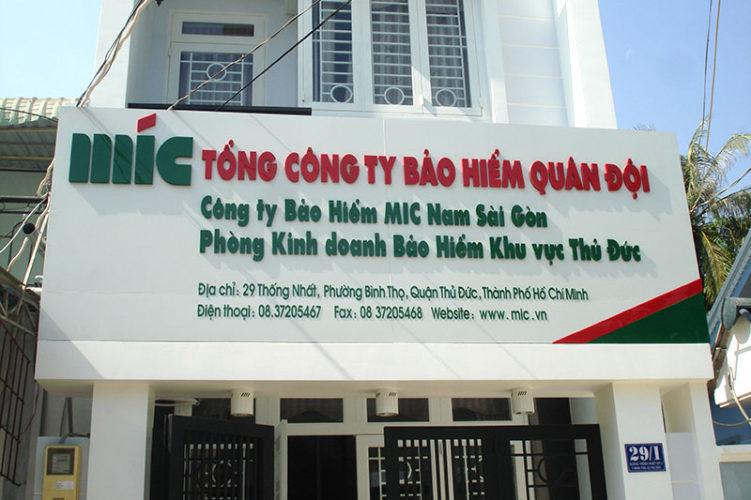 mic TỔNG CÔNG TY BẢO HIỂM QUÂN ĐỘI
Công ty Bảo Hiểm MIC Nam Sài Gòn
Phòng Kinh doanh Bảo Hiểm Khu vực Thủ Đức
Địa chỉ: 29 Thống Nhất, Phường Bình Thọ, Quận Thủ Đức, Thành Phố Hồ Chí Minh
Điện thoại: 08.37205467 Fax: 08 37205468 Website: www.mic.vn
29/1